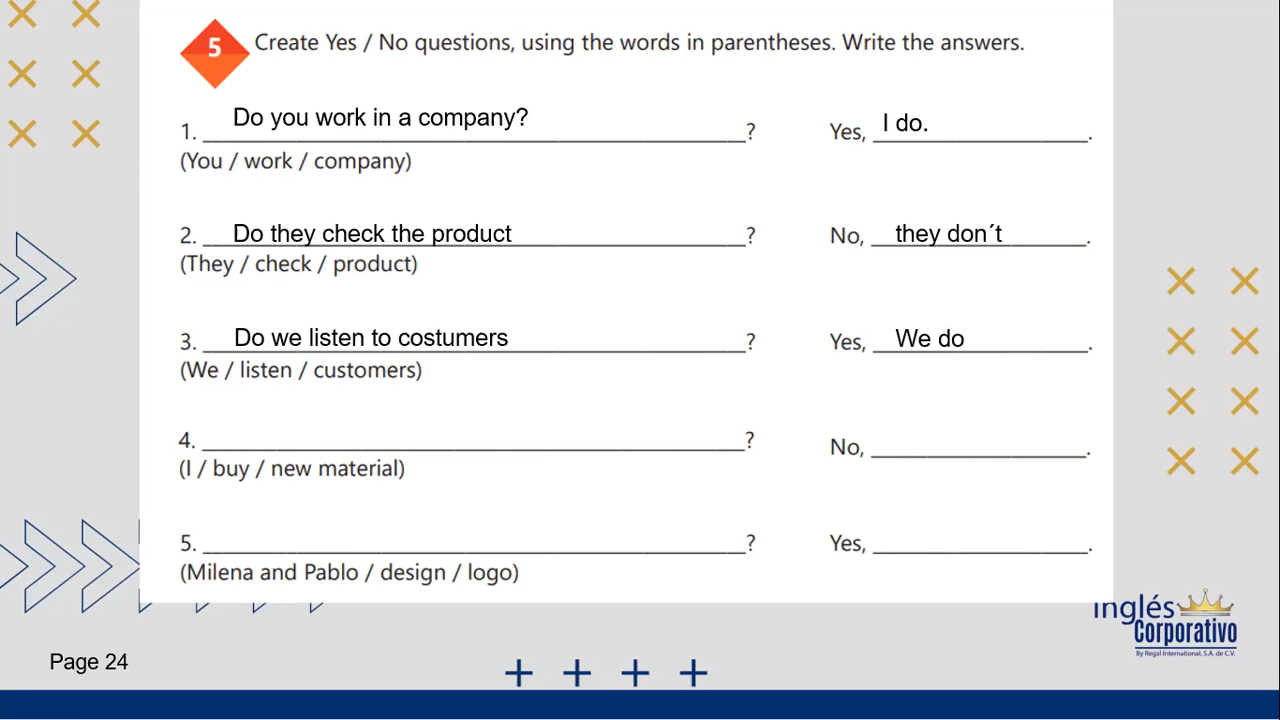 5 Create Yes / No questions, using the words in parentheses. Write the answers.
1. Do you work in a company? ? Yes, I do. .
(You / work / company)
2. Do they check the product ? No, they don´t .
(They / check / product)
3. Do we listen to costumers ? Yes, We do .
(We / listen / customers)
4. ? No, .
(I / buy / new material)
5. ? Yes, .
(Milena and Pablo / design / logo)
inglés
Corporativo
By Regal International, S.A. de C.V.
Page 24